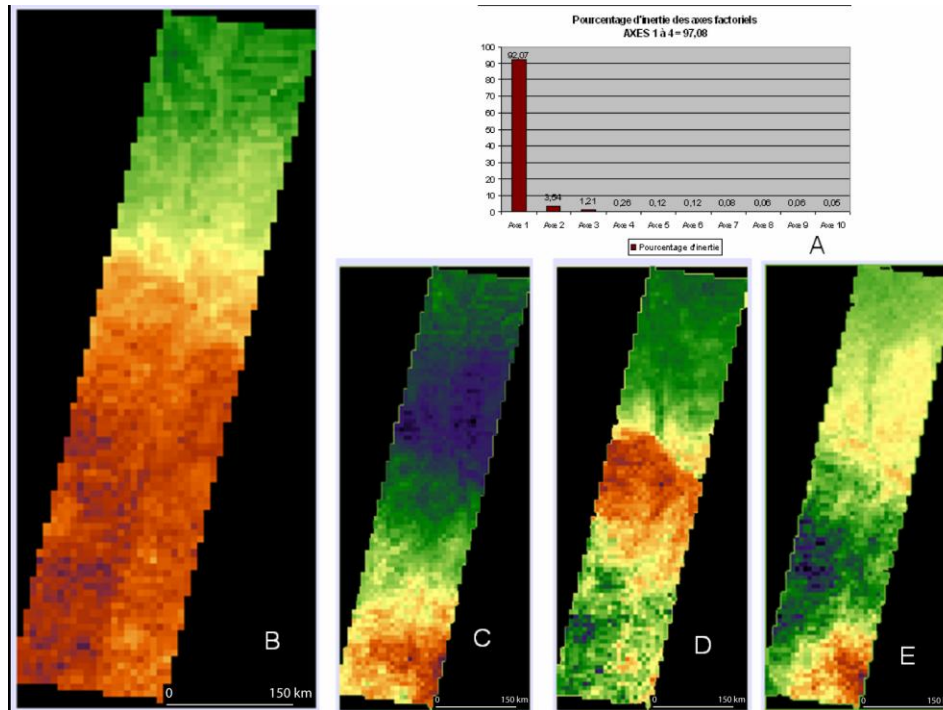 Pourcentage d'inertie des axes factoriels
AXES 1 à 4 = 97,08
100
90
80
70
60
50
40
30
20
10
0
92,07
3,54
1,21
0,26
0,12
0,12
0,08
0,06
0,06
0,05
Axe 1 Axe 2 Axe 3 Axe 4 Axe 5 Axe 6 Axe 7 Axe 8 Axe 9 Axe 10
Pourcentage d'inertie
A
B
0 150 km
C
0 150 km
D
0 150 km
E
0 150 km